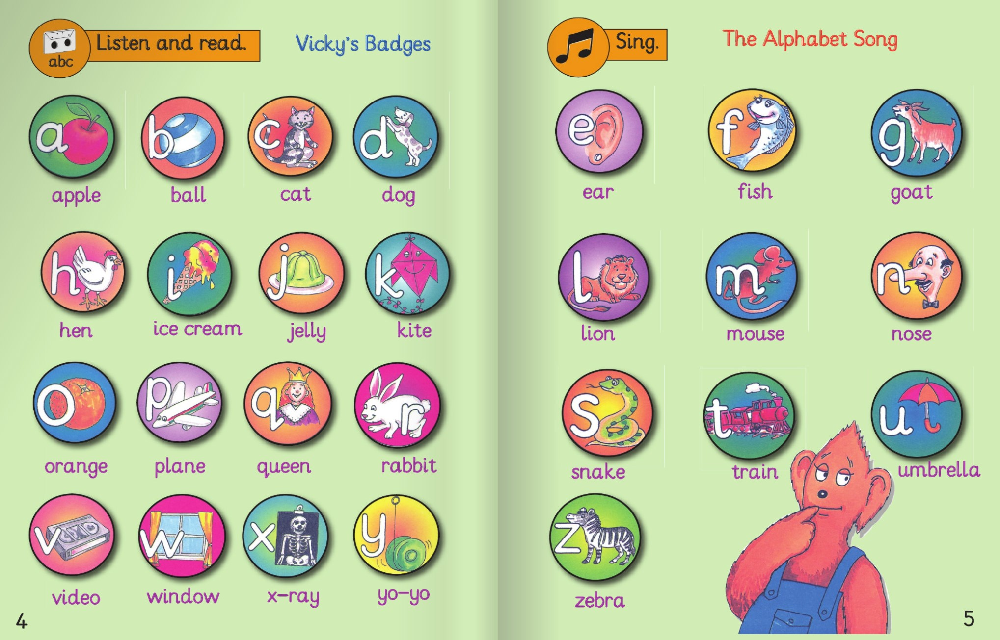 abc
Listen and read.
Vicky's Badges
a b c d
apple ball cat dog
h i j k
hen ice cream jelly kite
o p q r
orange plane queen rabbit
v w x y
video window x-ray yo-yo
4
Sing.
The Alphabet Song
e f g
ear fish goat
l m n
lion mouse nose
s t u
snake train umbrella
z
zebra
5